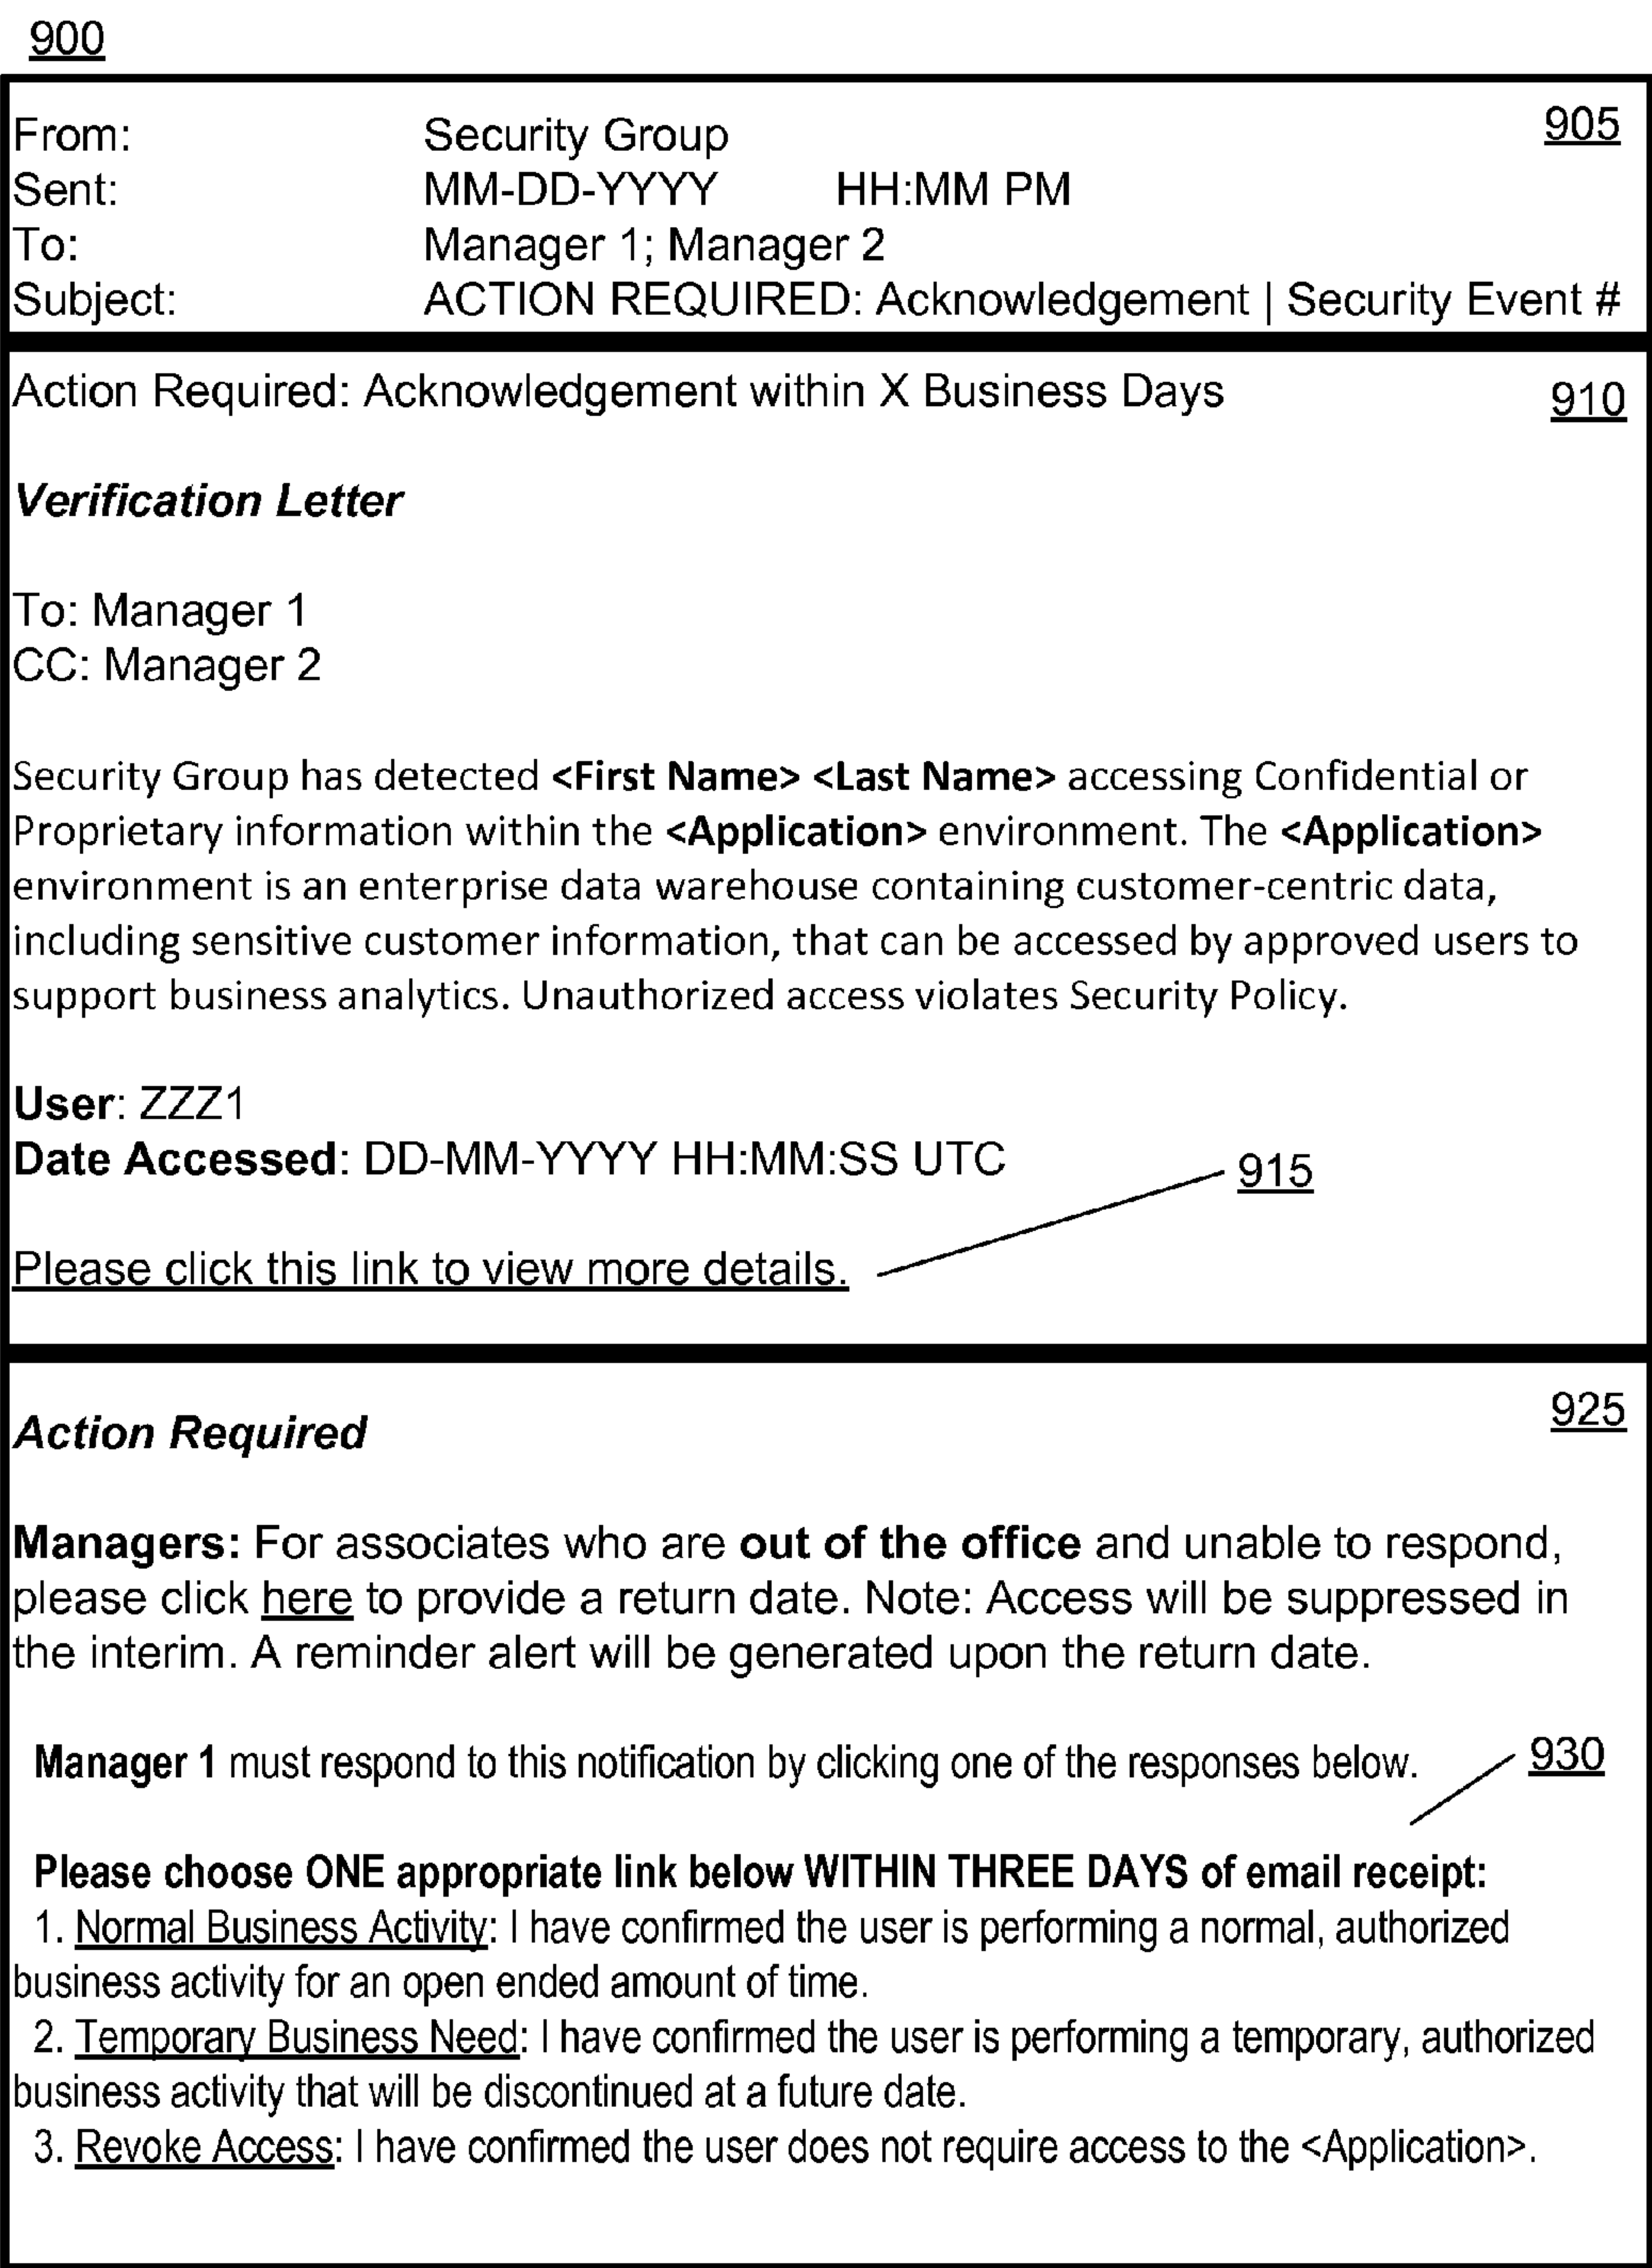 900
From: Security Group 905
Sent: MM-DD-YYYY HH:MM PM
To: Manager 1; Manager 2
Subject: ACTION REQUIRED: Acknowledgement | Security Event #
Action Required: Acknowledgement within X Business Days 910
Verification Letter
To: Manager 1
CC: Manager 2
Security Group has detected <First Name> <Last Name> accessing Confidential or
Proprietary information within the <Application> environment. The <Application>
environment is an enterprise data warehouse containing customer-centric data,
including sensitive customer information, that can be accessed by approved users to
support business analytics. Unauthorized access violates Security Policy.
User: ZZZ1
Date Accessed: DD-MM-YYYY HH:MM:SS UTC
915
Please click this link to view more details.
Action Required 925
Managers: For associates who are out of the office and unable to respond,
please click here to provide a return date. Note: Access will be suppressed in
the interim. A reminder alert will be generated upon the return date.
Manager 1 must respond to this notification by clicking one of the responses below. 930
Please choose ONE appropriate link below WITHIN THREE DAYS of email receipt:
1. Normal Business Activity: I have confirmed the user is performing a normal, authorized
business activity for an open ended amount of time.
2. Temporary Business Need: I have confirmed the user is performing a temporary, authorized
business activity that will be discontinued at a future date.
3. Revoke Access: I have confirmed the user does not require access to the <Application>.